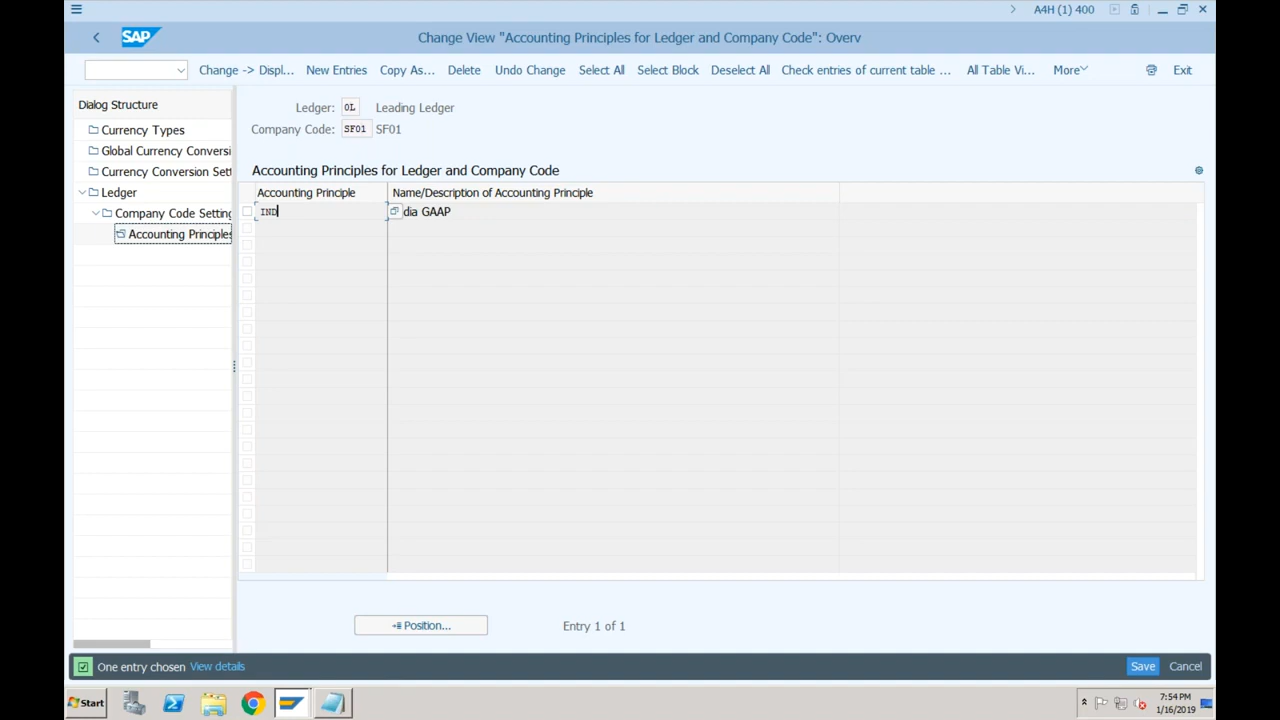 A4H (1) 400
SAP
Change View "Accounting Principles for Ledger and Company Code": Overv
Change -> Displ... New Entries Copy As... Delete Undo Change Select All Select Block Deselect All Check entries of current table ... All Table Vi... More Exit
Dialog Structure
Currency Types
Global Currency Conversi
Currency Conversion Sett
Ledger
Company Code Setting
Accounting Principles
Ledger: 0L Leading Ledger
Company Code: SF01 SF01
Accounting Principles for Ledger and Company Code
Accounting Principle Name/Description of Accounting Principle
IND dia GAAP
Position... Entry 1 of 1
One entry chosen View details Save Cancel
Start 7:54 PM
1/16/2019